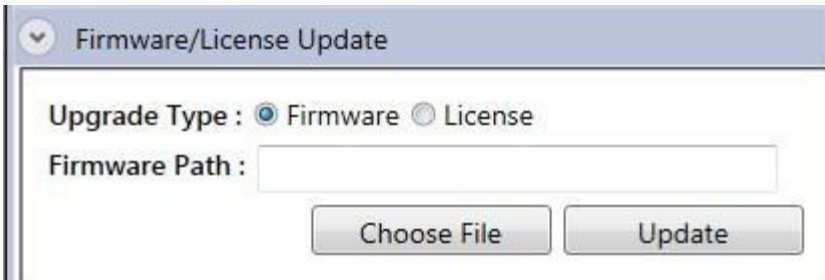 Firmware/License Update
Upgrade Type : Firmware License
Firmware Path :
Choose File Update